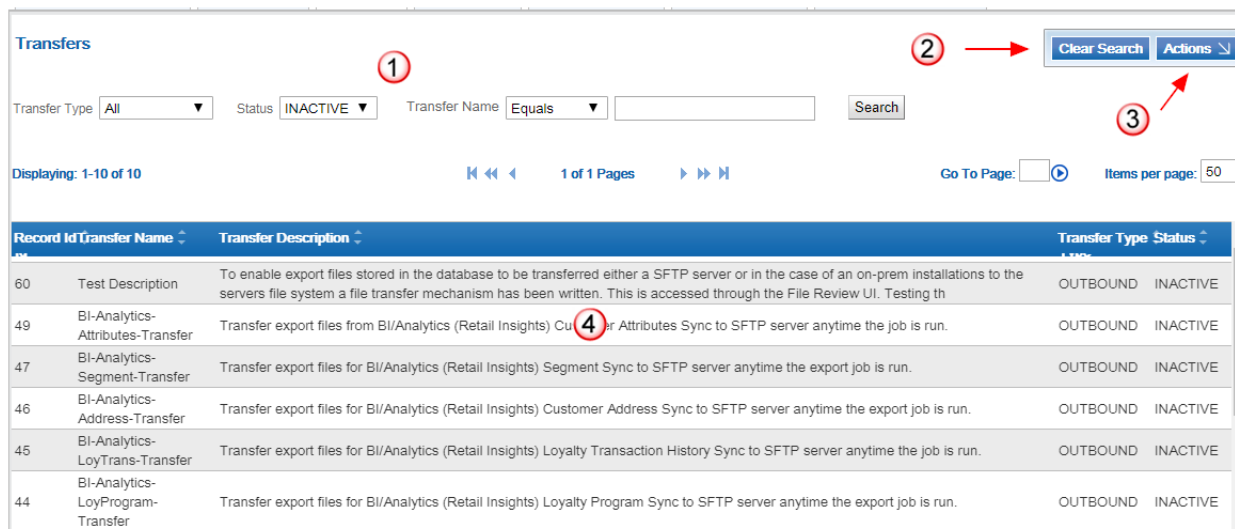 Transfers
② Clear Search Actions
①
Transfer Type All Status INACTIVE Transfer Name Equals Search
③
Displaying: 1-10 of 10 1 of 1 Pages Go To Page: Items per page: 50
Record Id Transfer Name Transfer Description Transfer Type Status
60 Test Description To enable export files stored in the database to be transferred either a SFTP server or in the case of an on-prem installations to the
servers file system a file transfer mechanism has been written. This is accessed through the File Review UI. Testing th OUTBOUND INACTIVE
49 BI-Analytics-
Attributes-Transfer Transfer export files from BI/Analytics (Retail Insights) Cu ④ r Attributes Sync to SFTP server anytime the job is run. OUTBOUND INACTIVE
47 BI-Analytics-
Segment-Transfer Transfer export files for BI/Analytics (Retail Insights) Segment Sync to SFTP server anytime the export job is run. OUTBOUND INACTIVE
46 BI-Analytics-
Address-Transfer Transfer export files for BI/Analytics (Retail Insights) Customer Address Sync to SFTP server anytime the export job is run. OUTBOUND INACTIVE
45 BI-Analytics-
LoyTrans-Transfer Transfer export files for BI/Analytics (Retail Insights) Loyalty Transaction History Sync to SFTP server anytime the export job is run. OUTBOUND INACTIVE
44 BI-Analytics-
LoyProgram-
Transfer Transfer export files for BI/Analytics (Retail Insights) Loyalty Program Sync to SFTP server anytime the export job is run. OUTBOUND INACTIVE